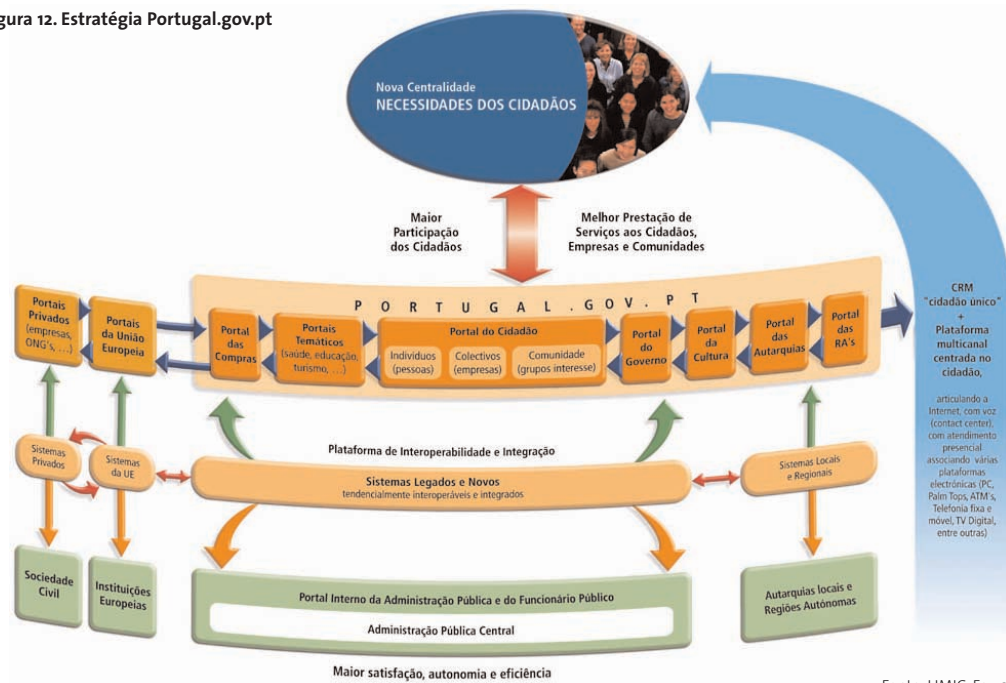 gura 12. Estratégia Portugal.gov.pt
Nova Centralidade
NECESSIDADES DOS CIDADÃOS
Maior
Participação
dos Cidadãos
Melhor Prestação de
Serviços aos Cidadãos,
Empresas e Comunidades
PORTUGAL.GOV.PT
Portais
Privados
(empresas,
ONG's, ...)
Portais
da União
Europeia
Portal
das
Compras
Portais
Temáticos
(saúde, educação,
turismo, ...)
Portal do Cidadão
Indivíduos
(pessoas)
Colectivos
(empresas)
Comunidade
(grupos interesse)
Portal
do
Governo
Portal
da
Cultura
Portal
das
Autarquias
Portal
das
RA's
CRM
"cidadão único"
+
Plataforma
multicanal
centrada no
cidadão,
articulando a
Internet, com voz
(contact center),
com atendimento
presencial
associando várias
plataformas
electrónicas (PC,
Palm Tops, ATM's,
Telefonia fixa e
móvel, TV Digital,
entre outras)
Plataforma de Interoperabilidade e Integração
Sistemas
Privados
Sistemas
da UE
Sistemas Legados e Novos
tendencialmente interoperáveis e integrados
Sistemas Locais
e Regionais
Sociedade
Civil
Instituições
Europeias
Portal Interno da Administração Pública e do Funcionário Público
Administração Pública Central
Autarquias locais e
Regiões Autónomas
Maior satisfação, autonomia e eficiência